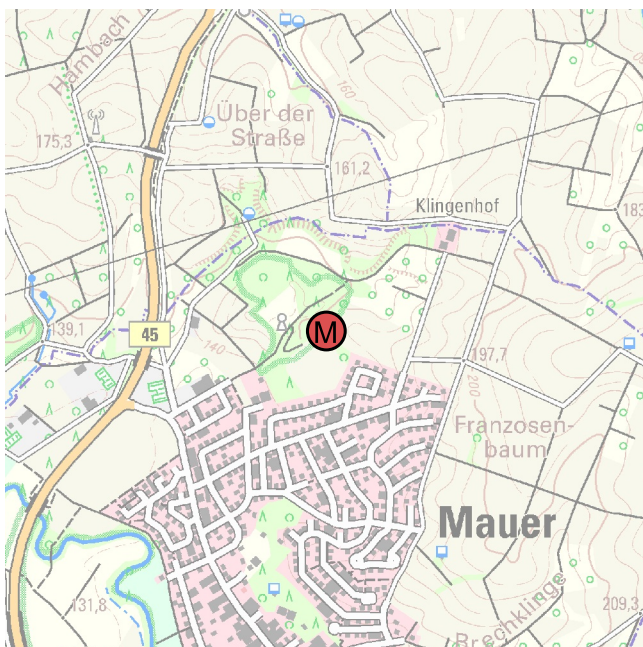 Hambach
160
Über der
Straße
175,3
161,2
Klingenhof
183
139,1
45
140
M
197,7
200
Franzosen-
baum
Mauer
131,8
209,3
Brechklinge